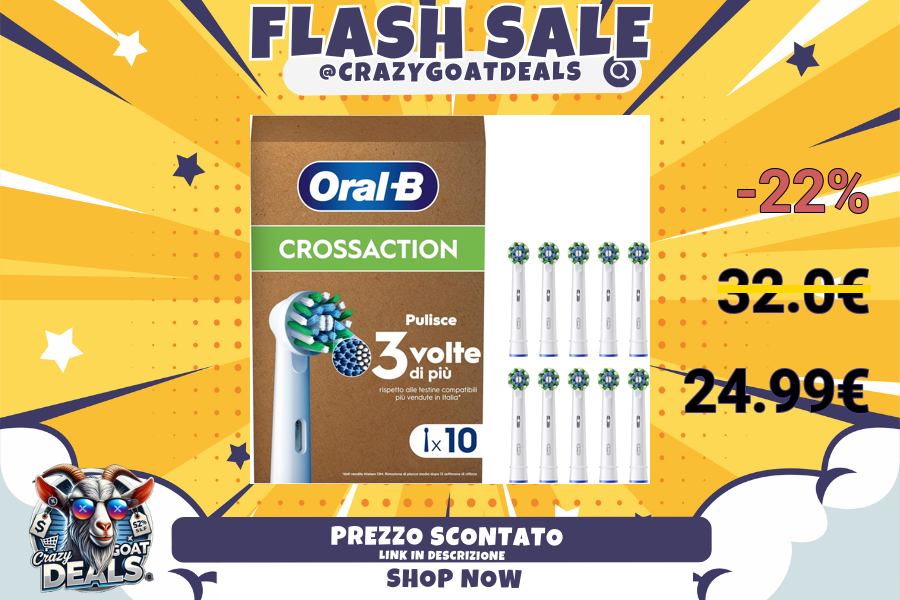 FLASH SALE
@CRAZYGOATDEALS
Oral-B
CROSSACTION
Pulisce
3 volte
di più
rispetto alle testine compatibili
più vendute in Italia*
x10
-22%
32.0€
24.99€
$
52%
Crazy
GOAT
DEALS
PREZZO SCONTATO
LINK IN DESCRIZIONE
SHOP NOW